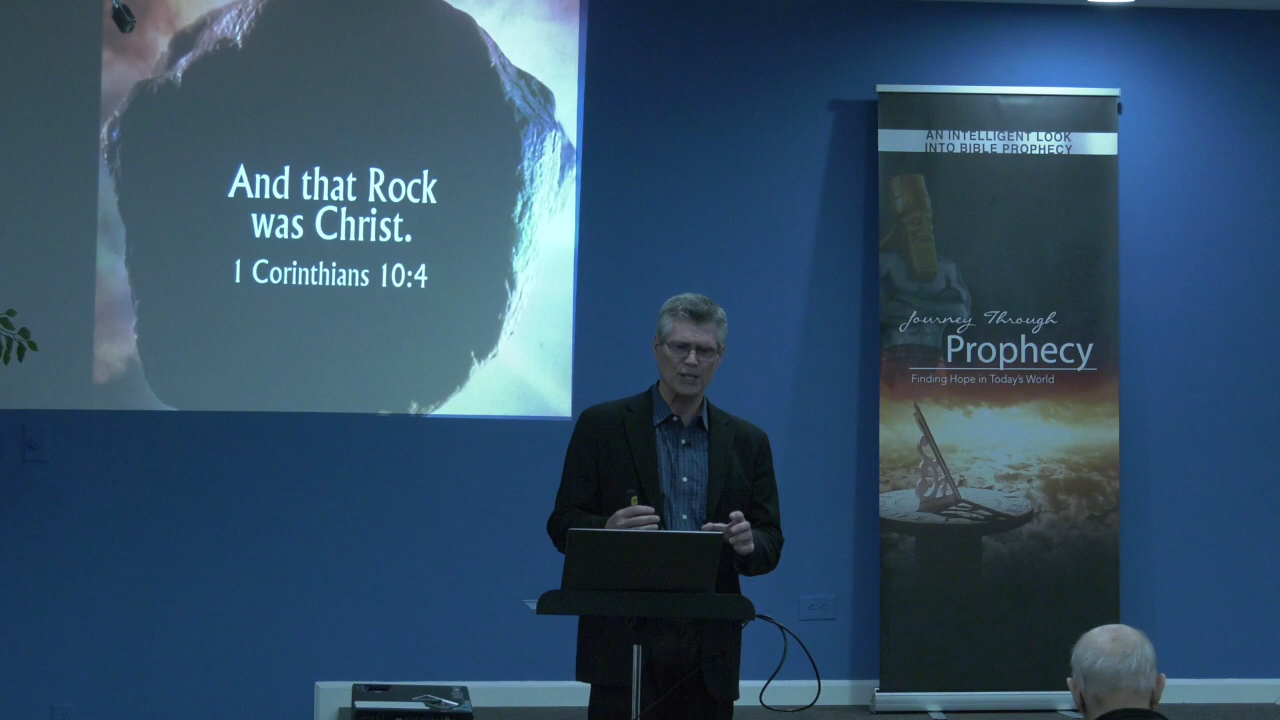 And that Rock
was Christ.
1 Corinthians 10:4
AN INTELLIGENT LOOK
INTO BIBLE PROPHECY
Journey Through
Prophecy
Finding Hope in Today's World